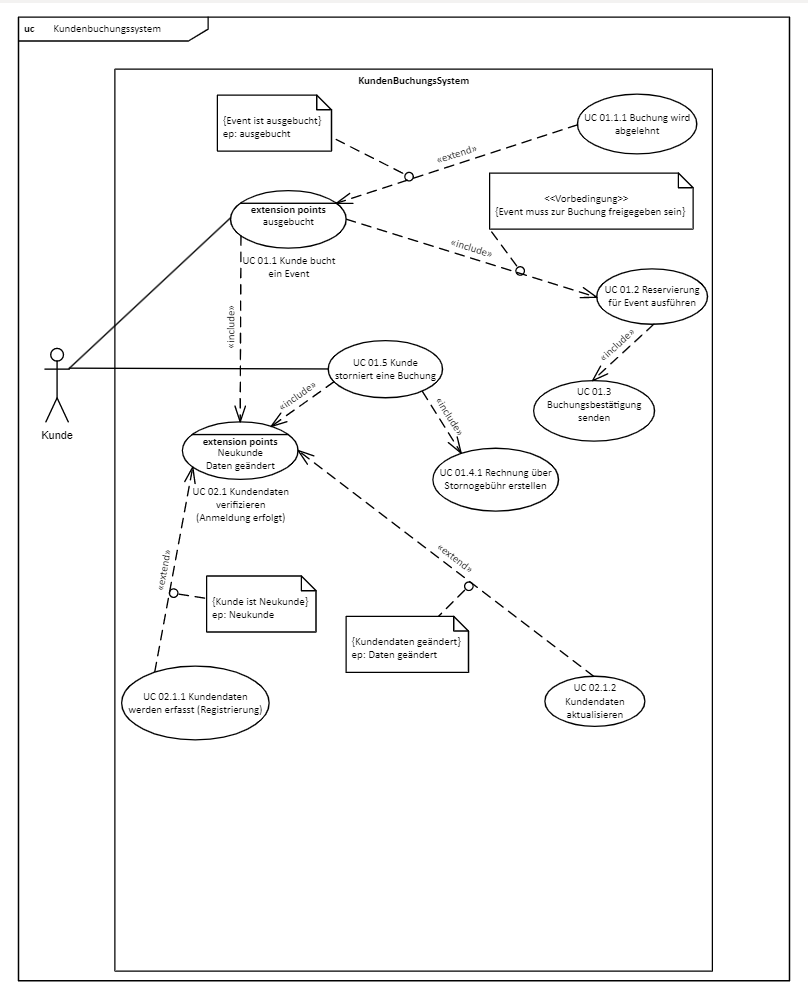 uc Kundenbuchungssystem
KundenBuchungsSystem
{Event ist ausgebucht}
ep: ausgebucht
UC 01.1.1 Buchung wird
abgelehnt
«extend»
<<Vorbedingung>>
{Event muss zur Buchung freigegeben sein}
extension points
ausgebucht
UC 01.1 Kunde bucht
ein Event
«include»
UC 01.2 Reservierung
für Event ausführen
«include»
«include»
UC 01.5 Kunde
storniert eine Buchung
Kunde
«include»
«include»
UC 01.3
Buchungsbestätigung
senden
extension points
Neukunde
Daten geändert
UC 02.1 Kundendaten
verifizieren
(Anmeldung erfolgt)
UC 01.4.1 Rechnung über
Stornogebühr erstellen
«extend»
«extend»
{Kunde ist Neukunde}
ep: Neukunde
{Kundendaten geändert}
ep: Daten geändert
UC 02.1.1 Kundendaten
werden erfasst (Registrierung)
UC 02.1.2
Kundendaten
aktualisieren